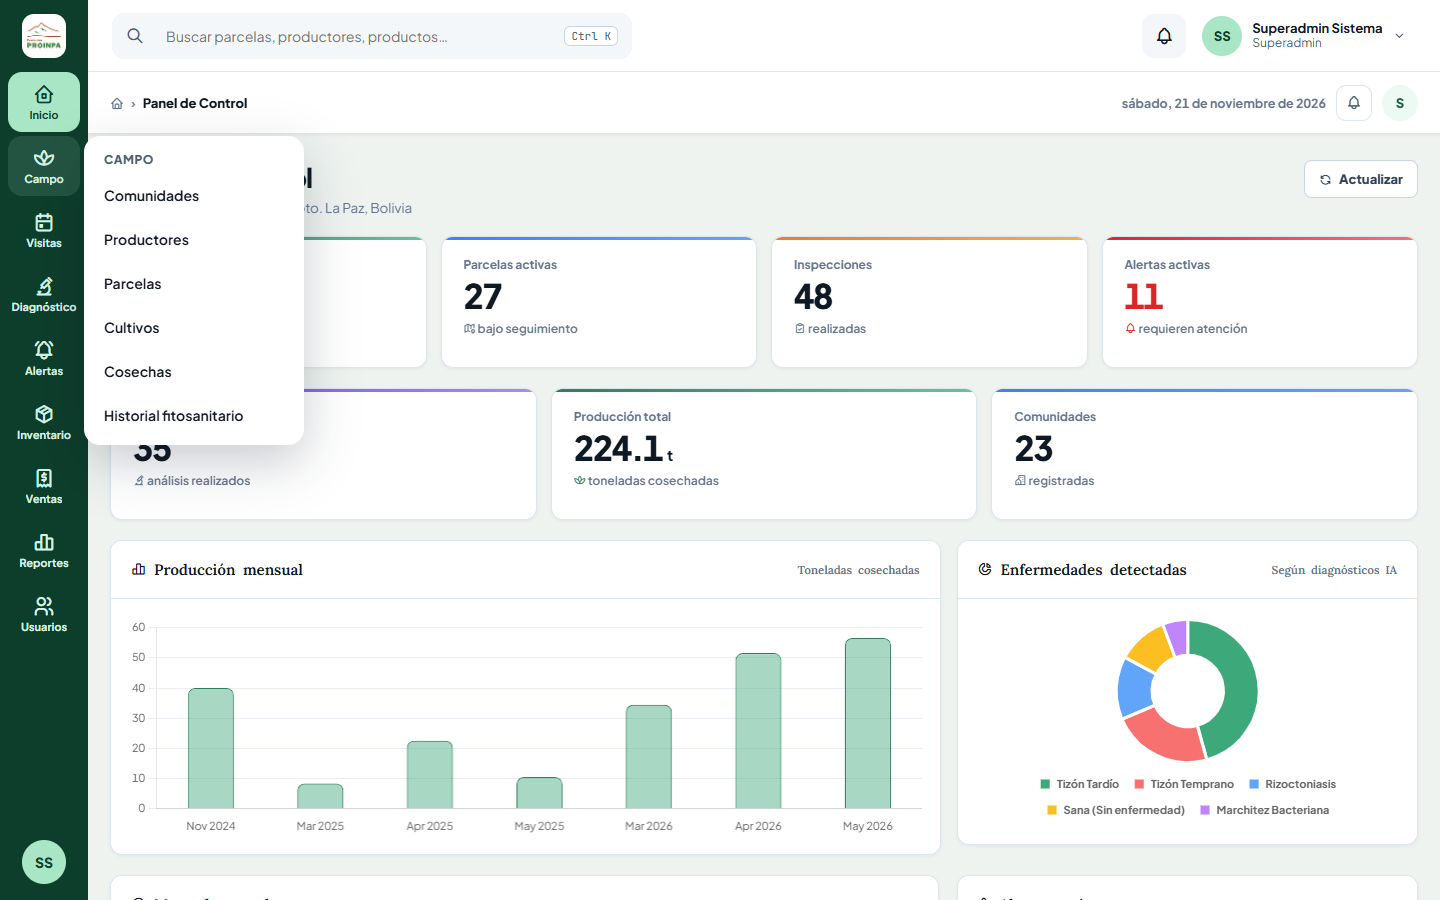 PROINPA
Buscar parcelas, productores, productos...
Ctrl K
SS
Superadmin Sistema
Superadmin
Inicio
Campo
Visitas
Diagnóstico
Alertas
Inventario
Ventas
Reportes
Usuarios
SS
› Panel de Control
sábado, 21 de noviembre de 2026
S
CAMPO
Comunidades
Productores
Parcelas
Cultivos
Cosechas
Historial fitosanitario
La Paz, Bolivia
Actualizar
Parcelas activas
27
bajo seguimiento
Inspecciones
48
realizadas
Alertas activas
11
requieren atención
35
análisis realizados
Producción total
224.1 t
toneladas cosechadas
Comunidades
23
registradas
Producción mensual
Toneladas cosechadas
60
50
40
30
20
10
0
Nov 2024
Mar 2025
Apr 2025
May 2025
Mar 2026
Apr 2026
May 2026
Enfermedades detectadas
Según diagnósticos IA
Tizón Tardío
Tizón Temprano
Rizoctoniasis
Sana (Sin enfermedad)
Marchitez Bacteriana